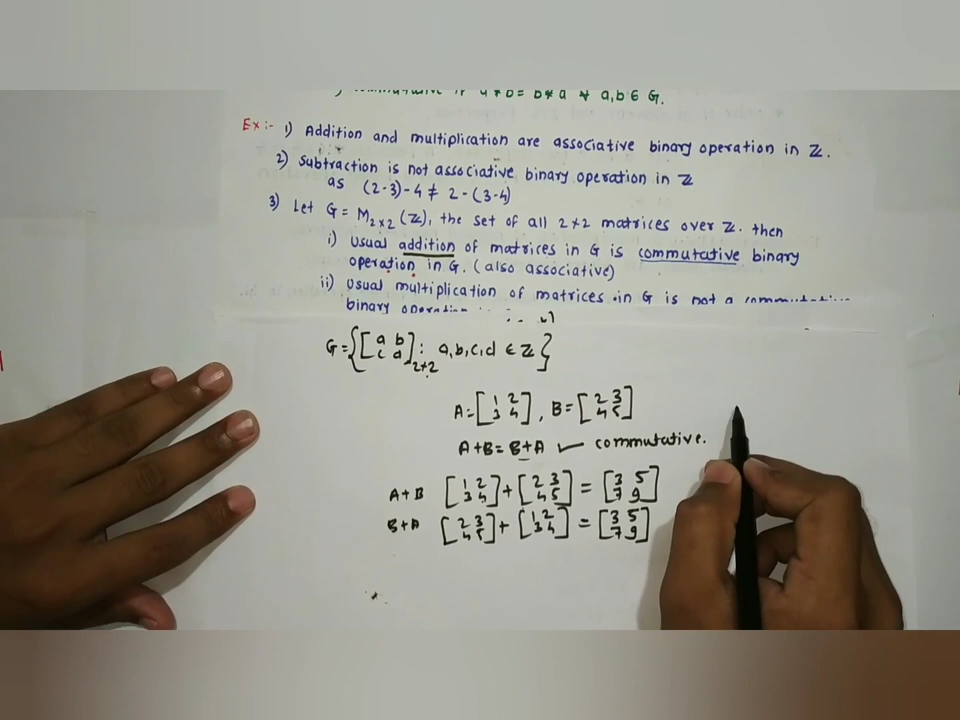 a * b = b * a ∀ a,b ∈ G.
Ex:- 1) Addition and multiplication are associative binary operation in ℤ.
2) Subtraction is not associative binary operation in ℤ
as (2-3)-4 ≠ 2-(3-4)
3) Let G = M₂ₓ₂(ℤ), the set of all 2×2 matrices over ℤ. then
i) Usual addition of matrices in G is commutative binary
operation in G. (also associative)
ii) Usual multiplication of matrices in G is not a
binary
G = {[a b; c d]₂ₓ₂ : a,b,c,d ∈ ℤ}
A = [1 2; 3 4], B = [2 3; 4 5]
A+B = B+A ✓ commutative.
A+B [1 2; 3 4] + [2 3; 4 5] = [3 5; 7 9]
B+A [2 3; 4 5] + [1 2; 3 4] = [3 5; 7 9]